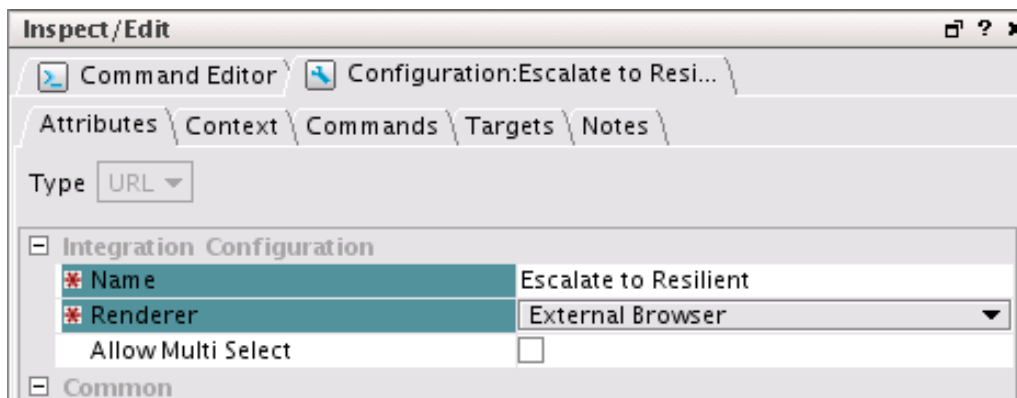 Inspect/Edit ?
Command Editor Configuration:Escalate to Resi...
Attributes Context Commands Targets Notes
Type URL
Integration Configuration
Name Escalate to Resilient
Renderer External Browser
Allow Multi Select
Common